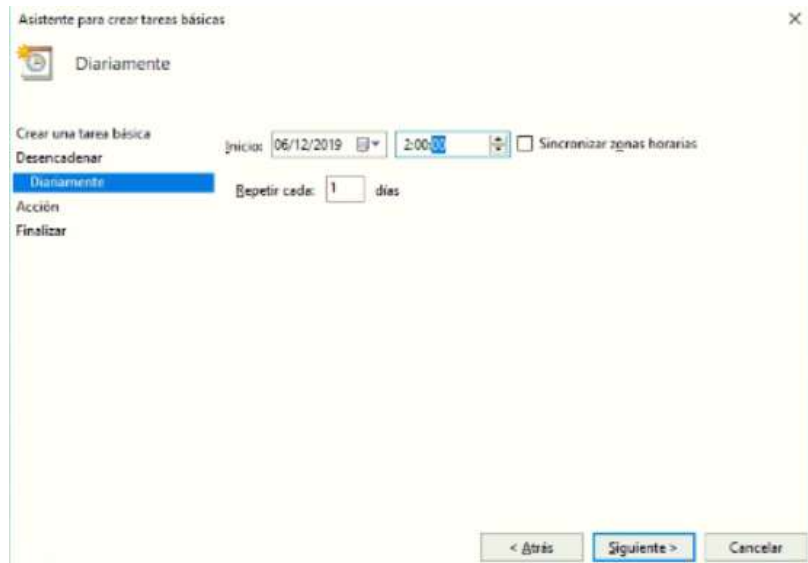 Asistente para crear tareas básicas
Diariamente
Crear una tarea básica
Desencadenar
Diariamente
Acción
Finalizar
Inicio: 06/12/2019 2:00:00 Sincronizar zonas horarias
Repetir cada: 1 días
< Atrás Siguiente > Cancelar